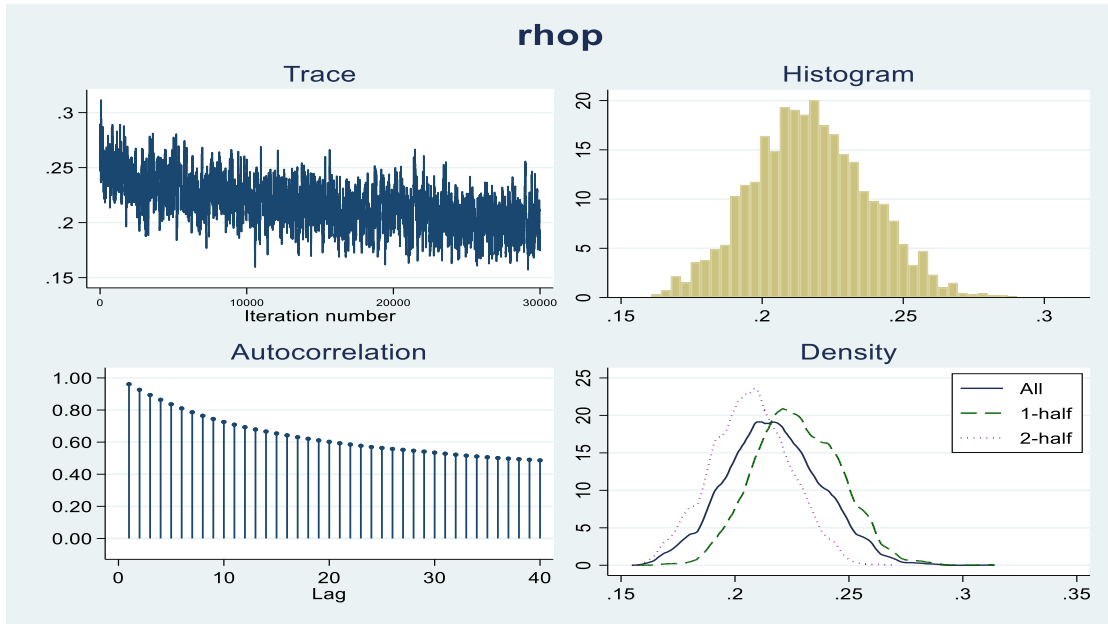 rhop
Trace
.3
.25
.2
.15
0 10000 20000 30000
Iteration number
Histogram
20
15
10
5
0
.15 .2 .25 .3
Autocorrelation
1.00
0.80
0.60
0.40
0.20
0.00
0 10 20 30 40
Lag
Density
25
20
15
10
5
0
All
1-half
2-half
.15 .2 .25 .3 .35